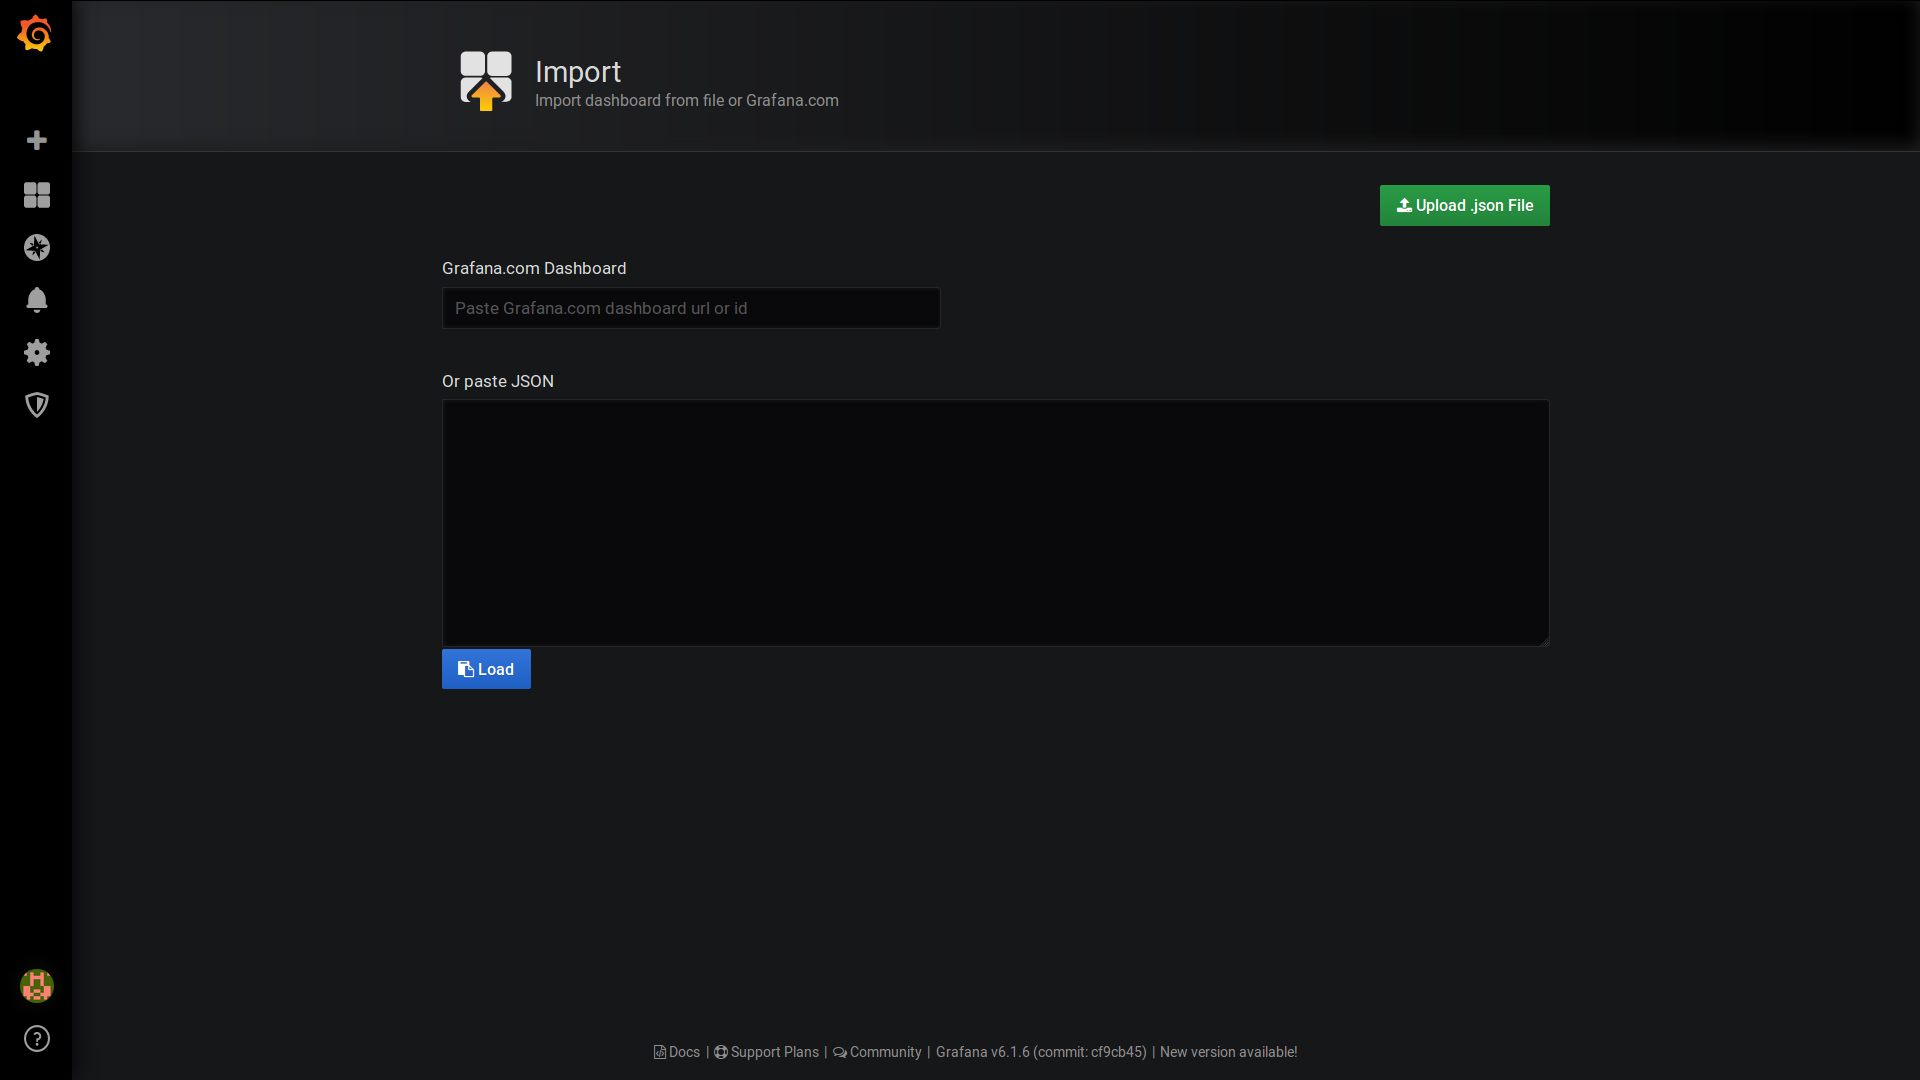 Import
Import dashboard from file or Grafana.com
Upload .json File
Grafana.com Dashboard
Paste Grafana.com dashboard url or id
Or paste JSON
Load
Docs | Support Plans | Community | Grafana v6.1.6 (commit: cf9cb45) | New version available!